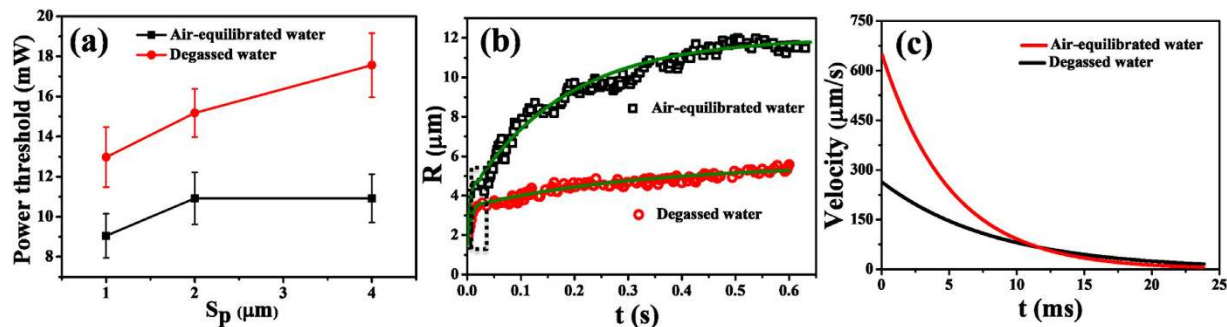 (a)
Air-equilibrated water
Degassed water
Power threshold (mW)
20
18
16
14
12
10
8
1
2
3
4
Sp (μm)
(b)
Air-equilibrated water
Degassed water
R (μm)
14
12
10
8
6
4
2
0
0.0
0.1
0.2
0.3
0.4
0.5
0.6
t (s)
(c)
Air-equilibrated water
Degassed water
Velocity (μm/s)
750
600
450
300
150
0
0
5
10
15
20
25
t (ms)